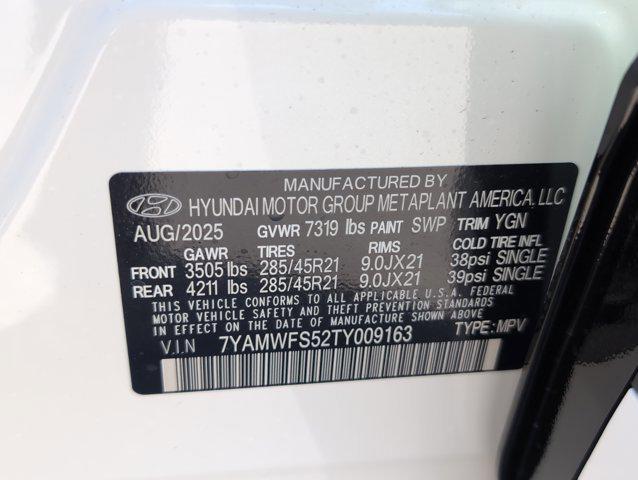 MANUFACTURED BY
HYUNDAI MOTOR GROUP METAPLANT AMERICA, LLC
AUG/2025 GVWR 7319 lbs PAINT SWP TRIM YGN
GAWR TIRES RIMS COLD TIRE INFL
FRONT 3505 lbs 285/45R21 9.0JX21 38psi SINGLE
REAR 4211 lbs 285/45R21 9.0JX21 39psi SINGLE
THIS VEHICLE CONFORMS TO ALL APPLICABLE U.S.A. FEDERAL
MOTOR VEHICLE SAFETY AND THEFT PREVENTION STANDARDS
IN EFFECT ON THE DATE OF MANUFACTURE SHOWN ABOVE.
V.I.N 7YAMWFS52TY009163 TYPE: MPV